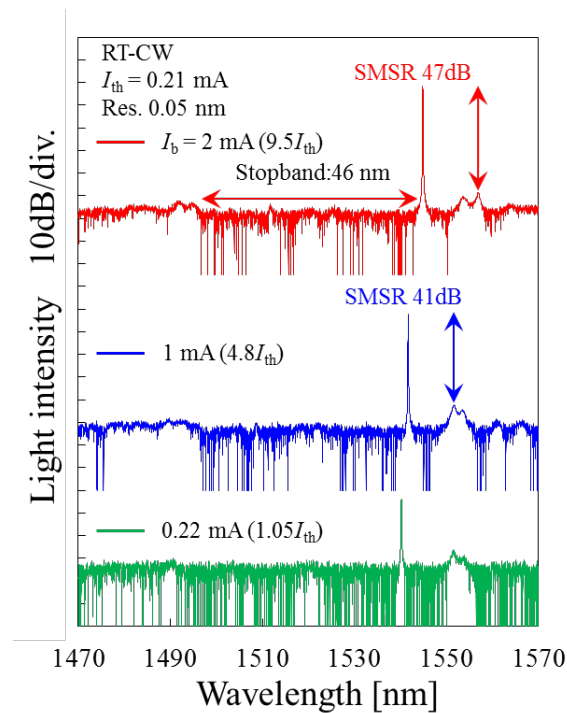 RT-CW
I_th = 0.21 mA
Res. 0.05 nm
I_b = 2 mA (9.5I_th)
SMSR 47dB
Stopband:46 nm
SMSR 41dB
1 mA (4.8I_th)
0.22 mA (1.05I_th)
Light intensity 10dB/div.
1470 1490 1510 1530 1550 1570
Wavelength [nm]